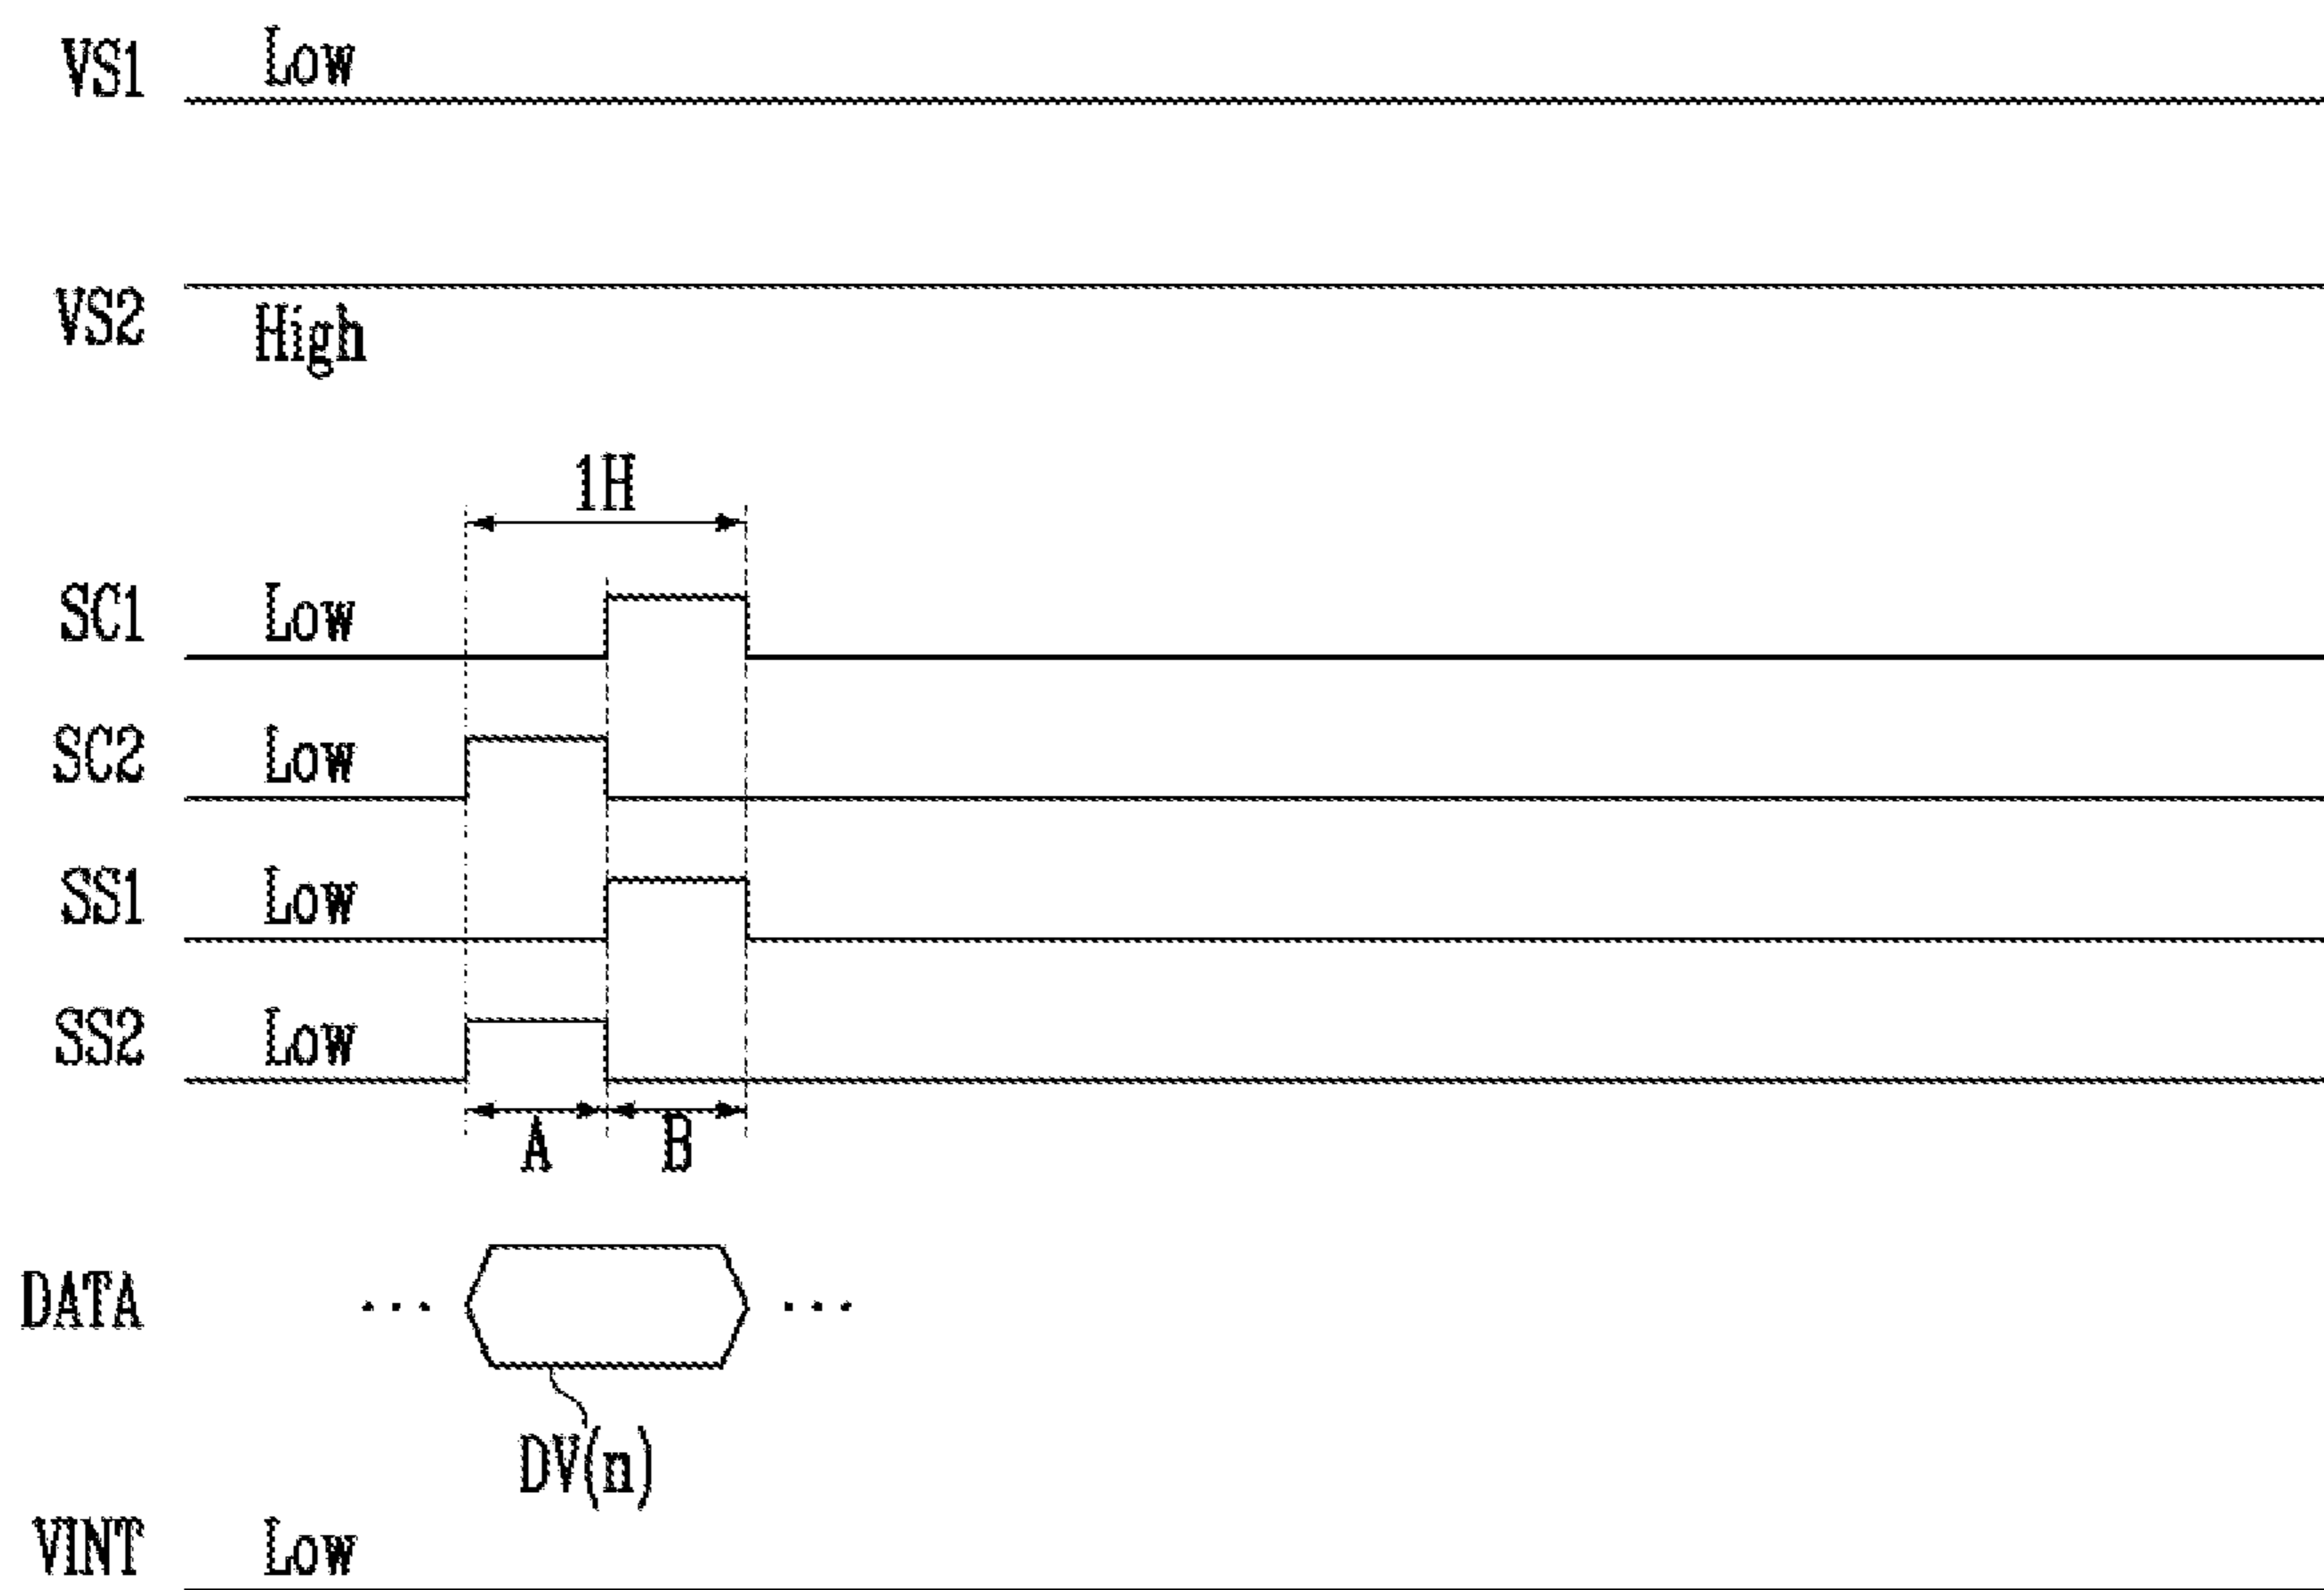 VS1 Low
VS2 High
1H
SC1 Low
SC2 Low
SS1 Low
SS2 Low
A B
DATA ... ...
DV(n)
VINT Low